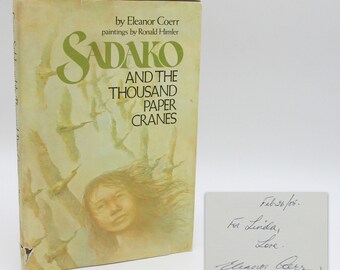 by Eleanor Coerr
paintings by Ronald Himler
SADAKO
AND THE
THOUSAND
PAPER
CRANES
For Linda,
Love
Eleanor Coerr